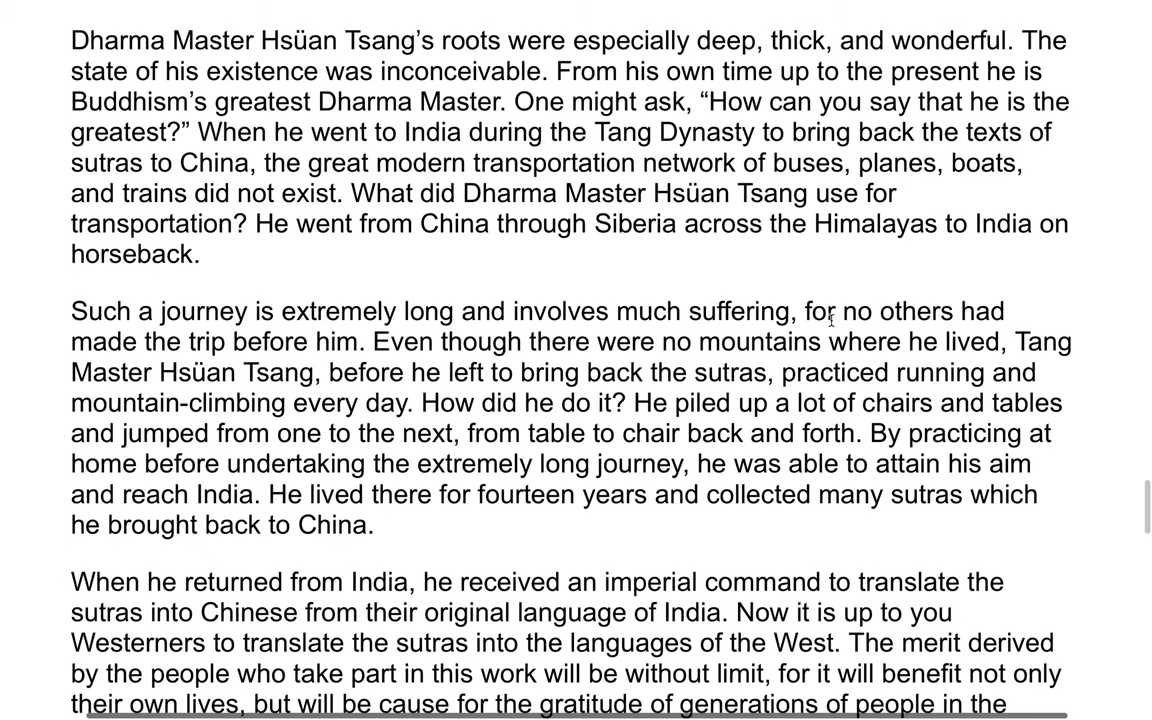 Dharma Master Hsüan Tsang’s roots were especially deep, thick, and wonderful. The
state of his existence was inconceivable. From his own time up to the present he is
Buddhism’s greatest Dharma Master. One might ask, “How can you say that he is the
greatest?” When he went to India during the Tang Dynasty to bring back the texts of
sutras to China, the great modern transportation network of buses, planes, boats,
and trains did not exist. What did Dharma Master Hsüan Tsang use for
transportation? He went from China through Siberia across the Himalayas to India on
horseback.
Such a journey is extremely long and involves much suffering, for no others had
made the trip before him. Even though there were no mountains where he lived, Tang
Master Hsüan Tsang, before he left to bring back the sutras, practiced running and
mountain-climbing every day. How did he do it? He piled up a lot of chairs and tables
and jumped from one to the next, from table to chair back and forth. By practicing at
home before undertaking the extremely long journey, he was able to attain his aim
and reach India. He lived there for fourteen years and collected many sutras which
he brought back to China.
When he returned from India, he received an imperial command to translate the
sutras into Chinese from their original language of India. Now it is up to you
Westerners to translate the sutras into the languages of the West. The merit derived
by the people who take part in this work will be without limit, for it will benefit not only
their own lives, but will be cause for the gratitude of generations of people in the